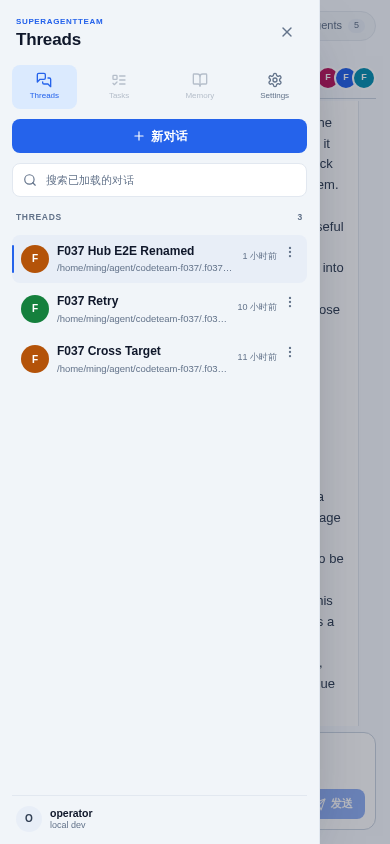 SUPERAGENTTEAM
Threads
Threads
Tasks
Memory
Settings
新对话
搜索已加载的对话
THREADS 3
F037 Hub E2E Renamed 1 小时前
/home/ming/agent/codeteam-f037/.f037…
F
F037 Retry 10 小时前
/home/ming/agent/codeteam-f037/.f03…
F
F037 Cross Target 11 小时前
/home/ming/agent/codeteam-f037/.f03…
F
O
operator
local dev
5
F F F
it
into
a
o be
s a
发送